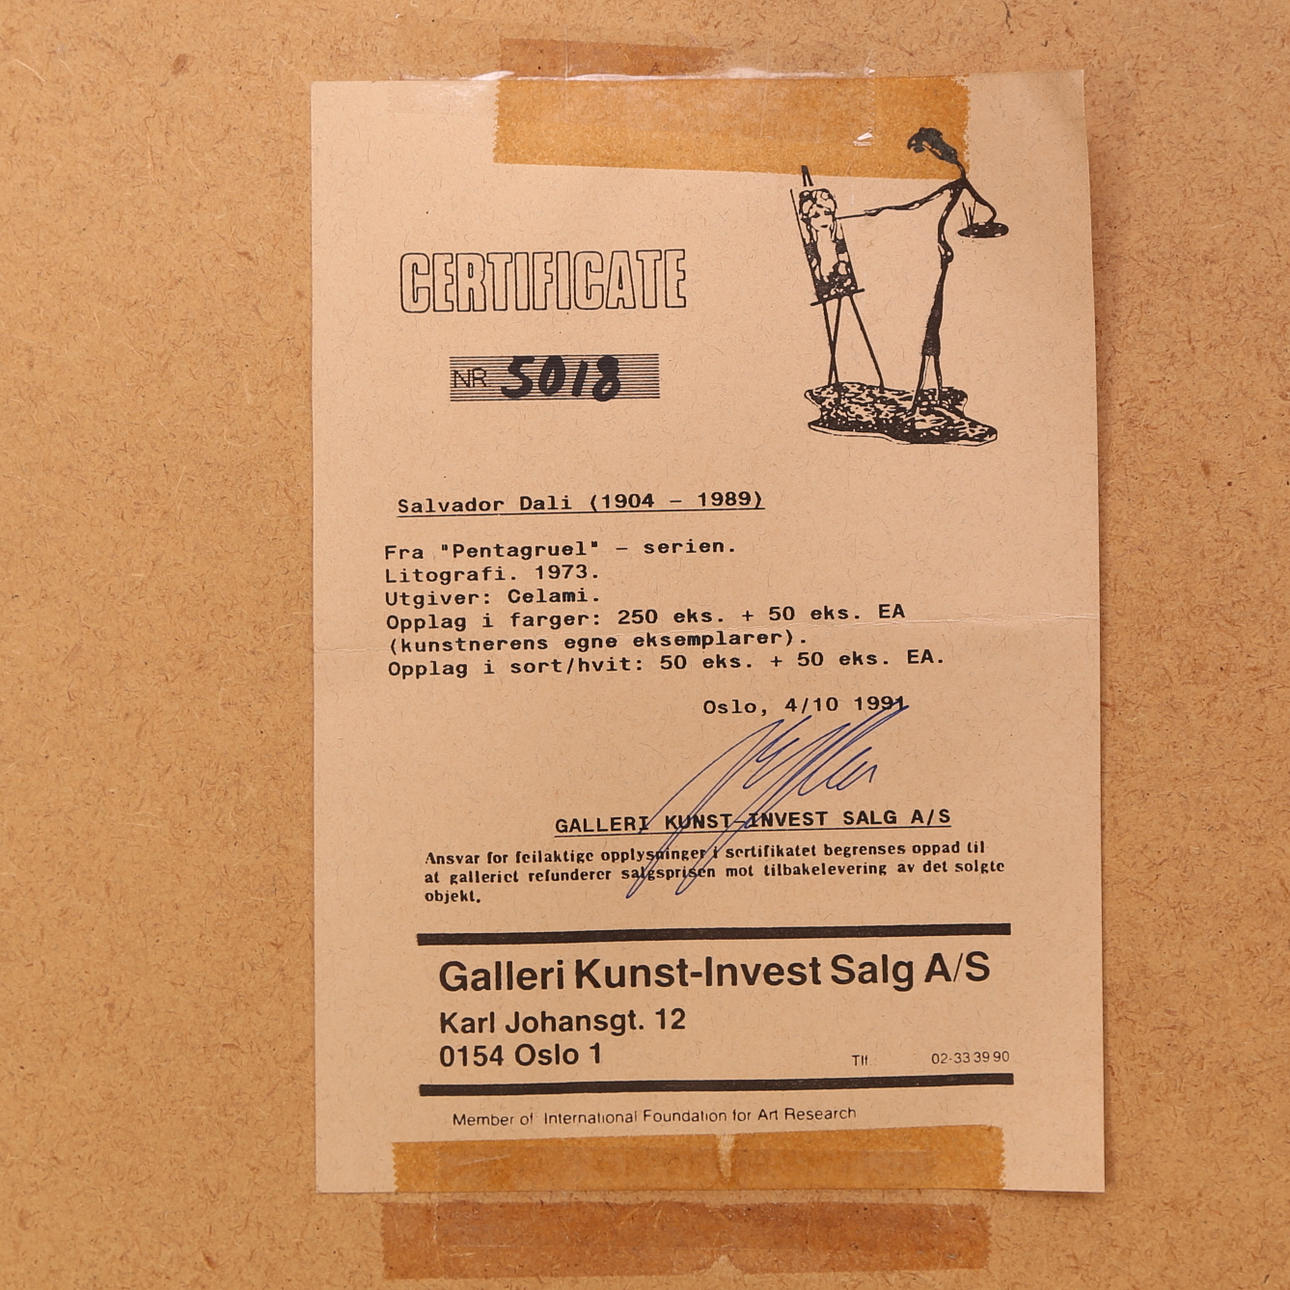 CERTIFICATE
NR. 5018
Salvador Dali (1904 - 1989)
Fra "Pentagruel" - serien.
Litografi. 1973.
Utgiver: Celami.
Opplag i farger: 250 eks. + 50 eks. EA
(kunstnerens egne eksemplarer).
Opplag i sort/hvit: 50 eks. + 50 eks. EA.
Oslo, 4/10 1991
GALLERI KUNST-INVEST SALG A/S
Ansvar for feilaktige opplysninger i sertifikatet begrenses oppad til
at galleriet refunderer salgsprisen mot tilbakelevering av det solgte
objekt.
Galleri Kunst-Invest Salg A/S
Karl Johansgt. 12
0154 Oslo 1
Tlf. 02-33 39 90
Member of International Foundation for Art Research